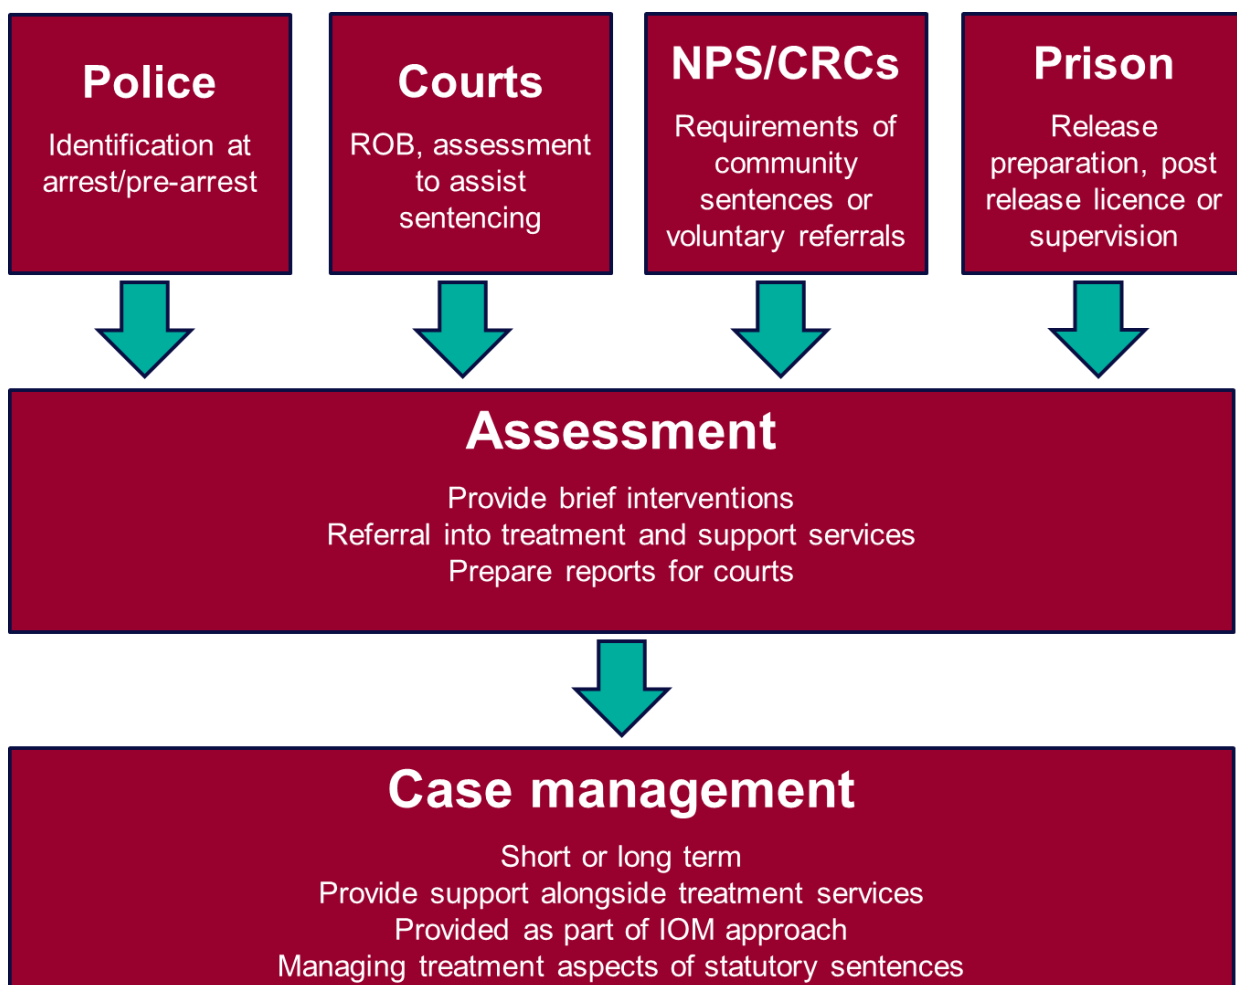 Police
Identification at
arrest/pre-arrest
Courts
ROB, assessment
to assist
sentencing
NPS/CRCs
Requirements of
community
sentences or
voluntary referrals
Prison
Release
preparation, post
release licence or
supervision
Assessment
Provide brief interventions
Referral into treatment and support services
Prepare reports for courts
Case management
Short or long term
Provide support alongside treatment services
Provided as part of IOM approach
Managing treatment aspects of statutory sentences